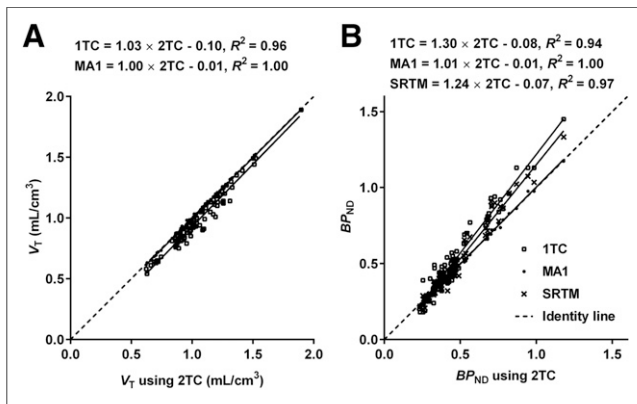 A
1TC = 1.03 × 2TC - 0.10, R² = 0.96
MA1 = 1.00 × 2TC - 0.01, R² = 1.00
2.0
1.5
1.0
0.5
0.0
V_T (mL/cm³)
0.0 0.5 1.0 1.5 2.0
V_T using 2TC (mL/cm³)
B
1TC = 1.30 × 2TC - 0.08, R² = 0.94
MA1 = 1.01 × 2TC - 0.01, R² = 1.00
SRTM = 1.24 × 2TC - 0.07, R² = 0.97
1.5
1.0
0.5
0.0
BP_ND
1TC
MA1
SRTM
Identity line
0.0 0.5 1.0 1.5
BP_ND using 2TC